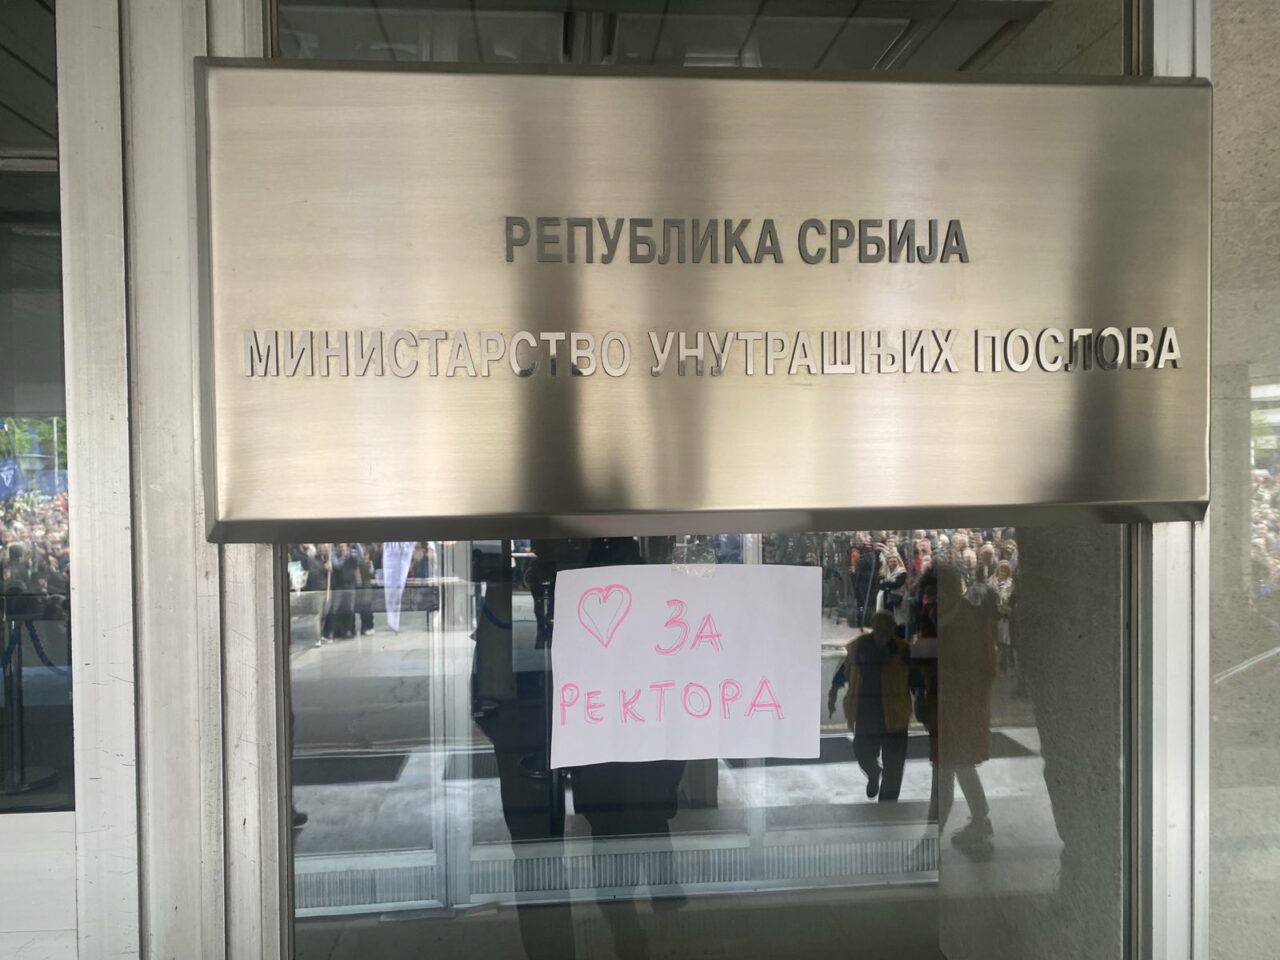 РЕПУБЛИКА СРБИЈА
МИНИСТАРСТВО УНУТРАШЊИХ ПОСЛОВА
ЗА
РЕКТОРА